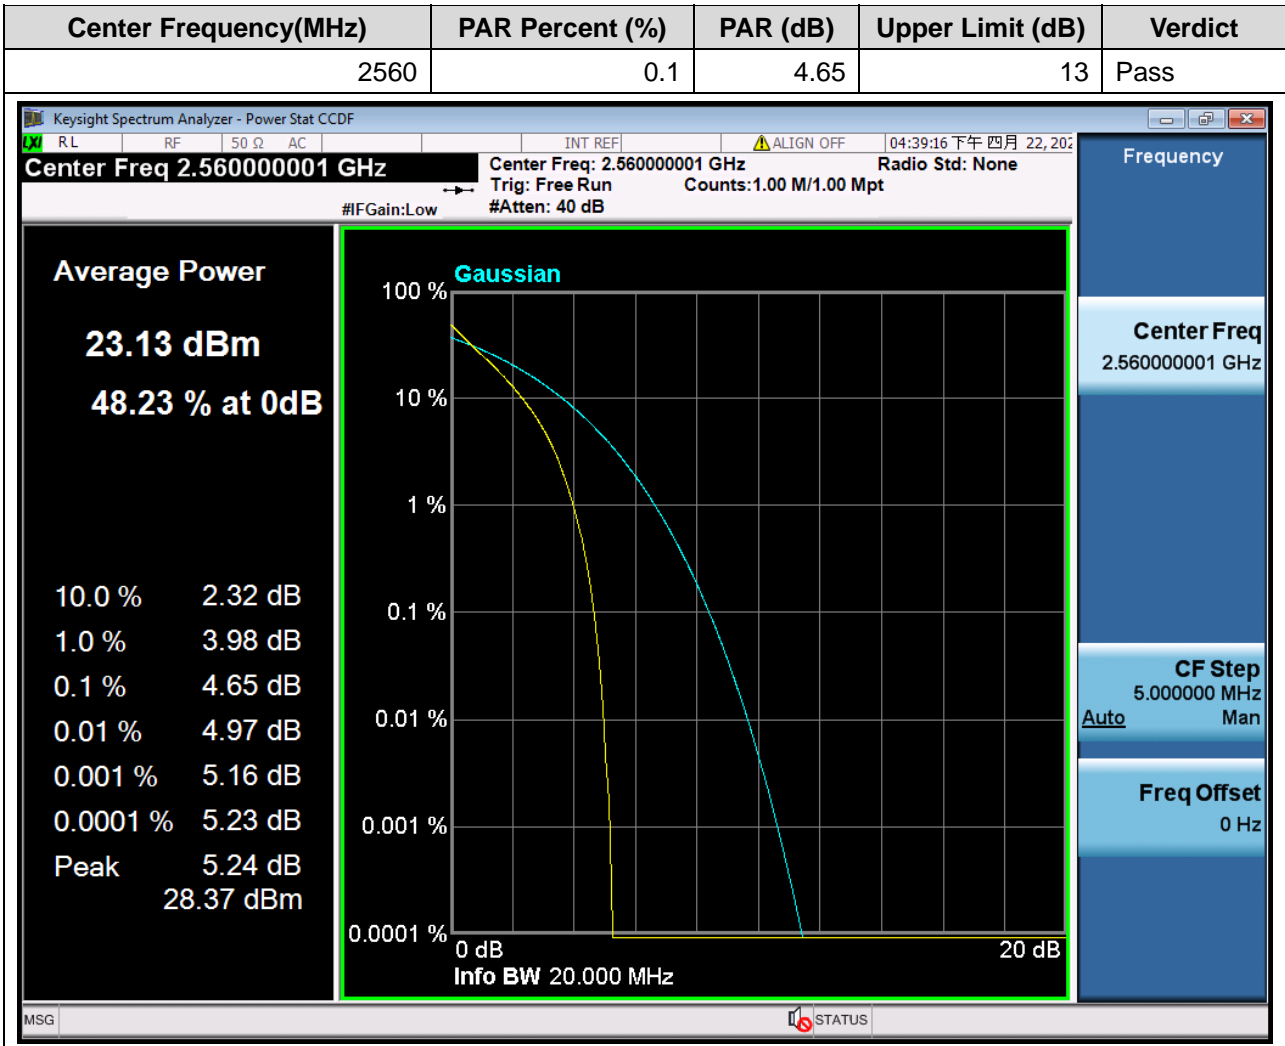 Center Frequency(MHz) PAR Percent (%) PAR (dB) Upper Limit (dB) Verdict
2560 0.1 4.65 13 Pass
Keysight Spectrum Analyzer - Power Stat CCDF
LXI RL RF 50 Ω AC INT REF ALIGN OFF 04:39:16 下午 四月 22, 202
Center Freq 2.560000001 GHz
Center Freq: 2.560000001 GHz Radio Std: None
Trig: Free Run Counts:1.00 M/1.00 Mpt
#IFGain:Low #Atten: 40 dB
Average Power
23.13 dBm
48.23 % at 0dB
10.0 % 2.32 dB
1.0 % 3.98 dB
0.1 % 4.65 dB
0.01 % 4.97 dB
0.001 % 5.16 dB
0.0001 % 5.23 dB
Peak 5.24 dB
28.37 dBm
Gaussian
100 %
10 %
1 %
0.1 %
0.01 %
0.001 %
0.0001 %
0 dB 20 dB
Info BW 20.000 MHz
Frequency
Center Freq
2.560000001 GHz
CF Step
5.000000 MHz
Auto Man
Freq Offset
0 Hz
MSG STATUS